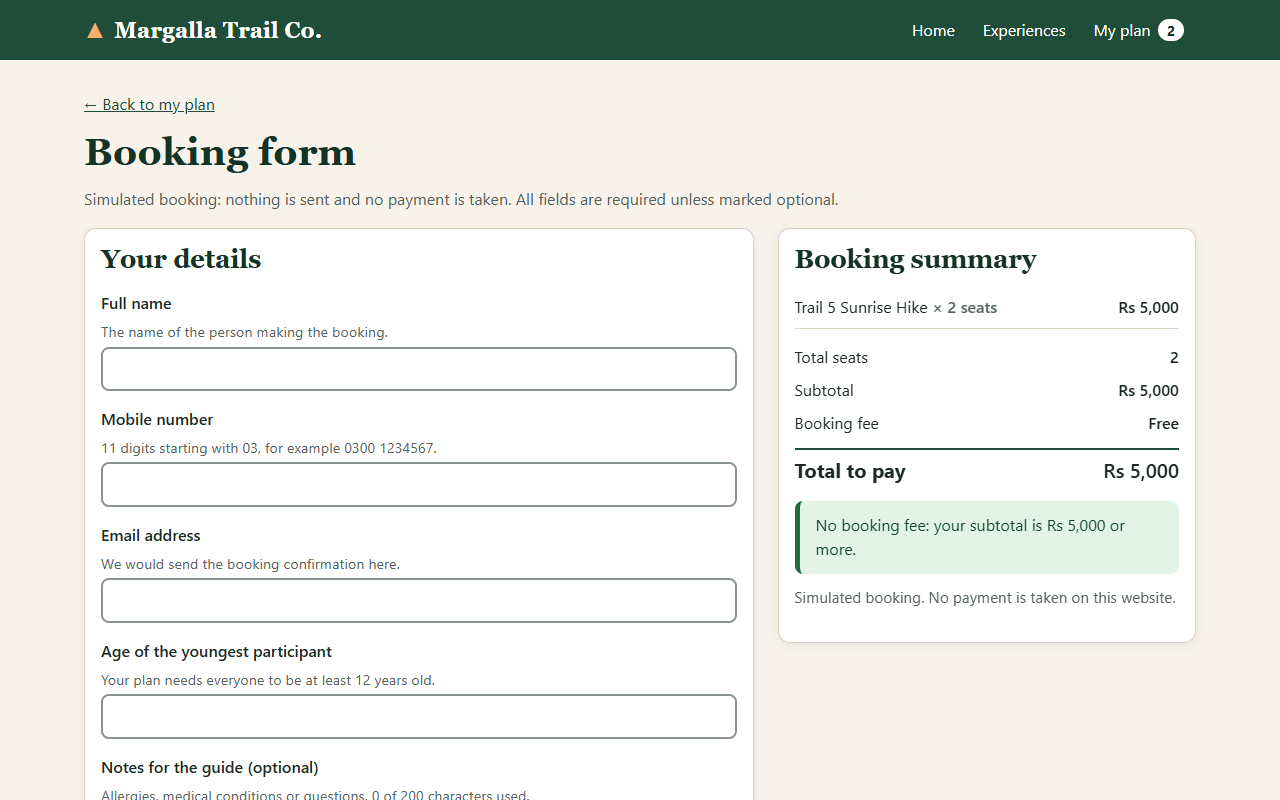 ▲ Margalla Trail Co.
Home Experiences My plan 2
← Back to my plan
Booking form
Simulated booking: nothing is sent and no payment is taken. All fields are required unless marked optional.
Your details
Full name
The name of the person making the booking.
Mobile number
11 digits starting with 03, for example 0300 1234567.
Email address
We would send the booking confirmation here.
Age of the youngest participant
Your plan needs everyone to be at least 12 years old.
Notes for the guide (optional)
Allergies, medical conditions or questions. 0 of 200 characters used.
Booking summary
Trail 5 Sunrise Hike × 2 seats Rs 5,000
Total seats 2
Subtotal Rs 5,000
Booking fee Free
Total to pay Rs 5,000
No booking fee: your subtotal is Rs 5,000 or
more.
Simulated booking. No payment is taken on this website.